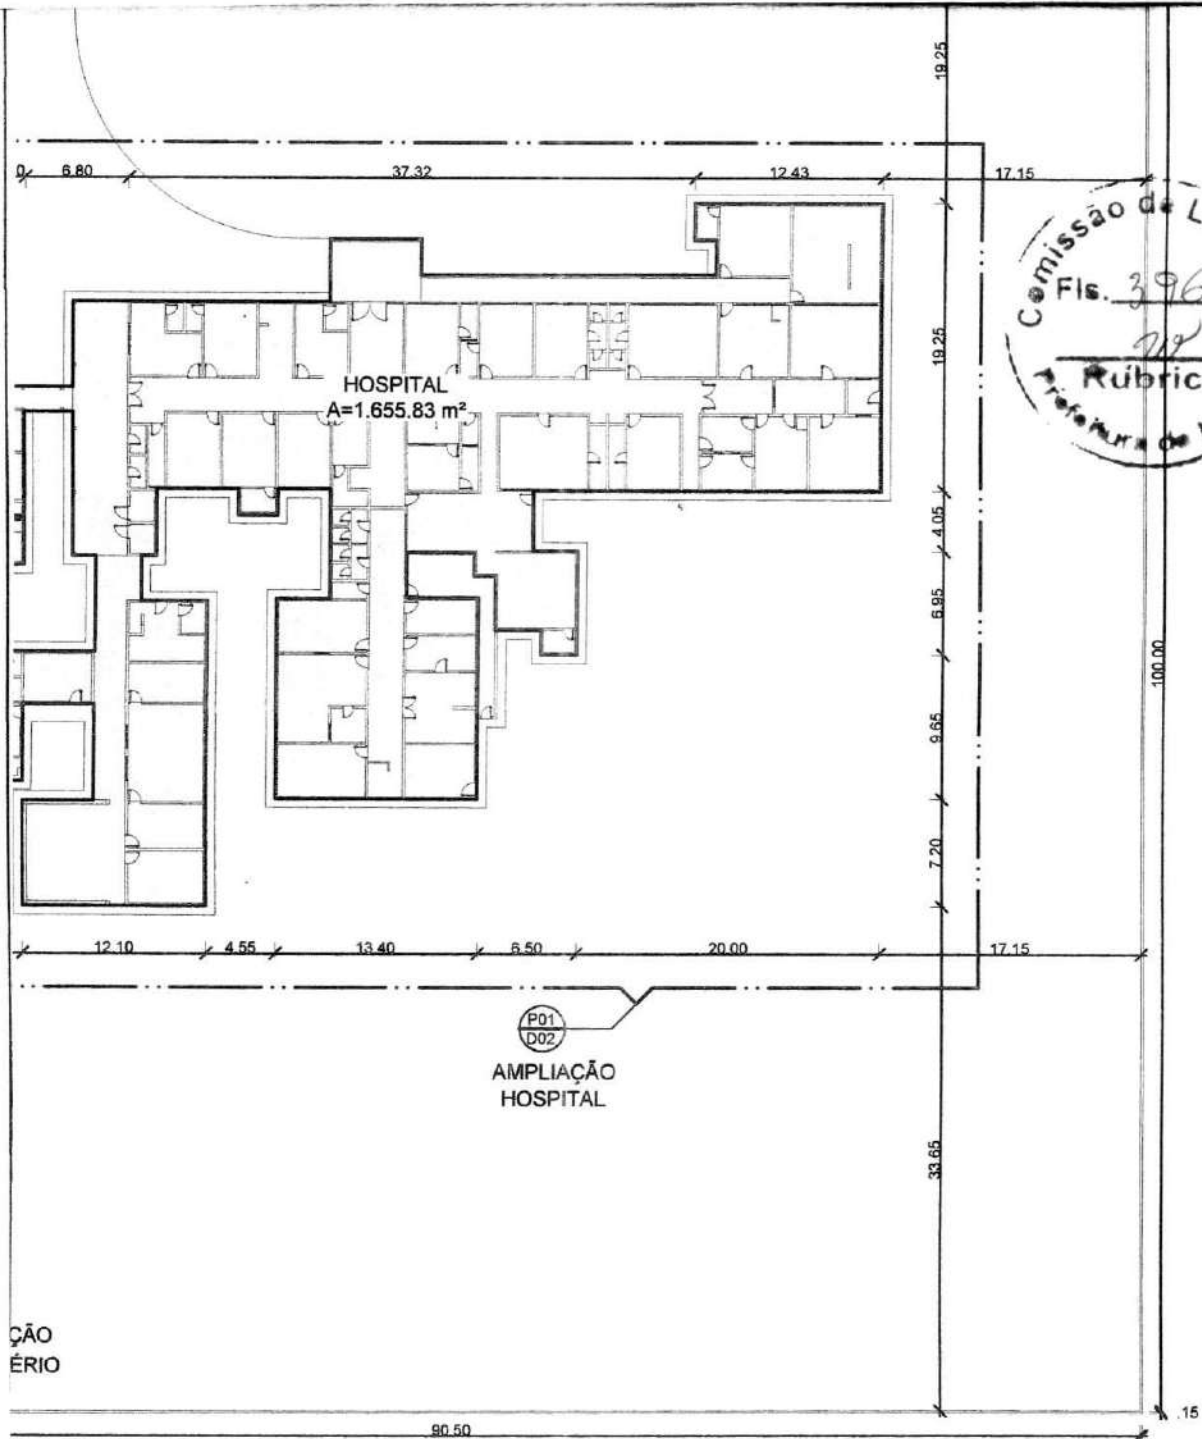 19.25
6.80
37.32
12.43
17.15
Comissão de L
Fls. 396
Rúbric
Prefeitura de
HOSPITAL
A=1.655.83 m²
19.25
4.05
6.95
9.65
7.20
100.00
12.10
4.55
13.40
6.50
20.00
17.15
P01
D02
AMPLIAÇÃO
HOSPITAL
33.65
ÇÃO
ÉRIO
90.50
.15